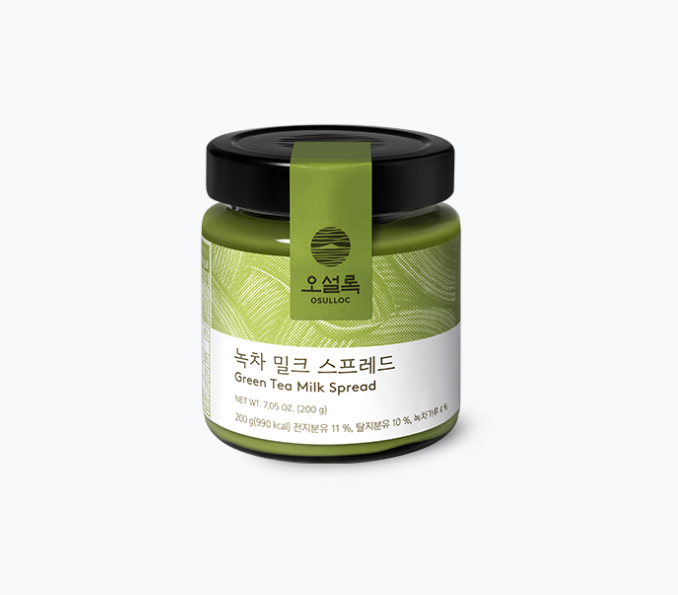 오설록
OSULLOC
녹차 밀크 스프레드
Green Tea Milk Spread
NET WT. 7.05 OZ. (200 g)
200 g(990 kcal) 전지분유 11 %, 탈지분유 10 %, 녹차가루 4 %